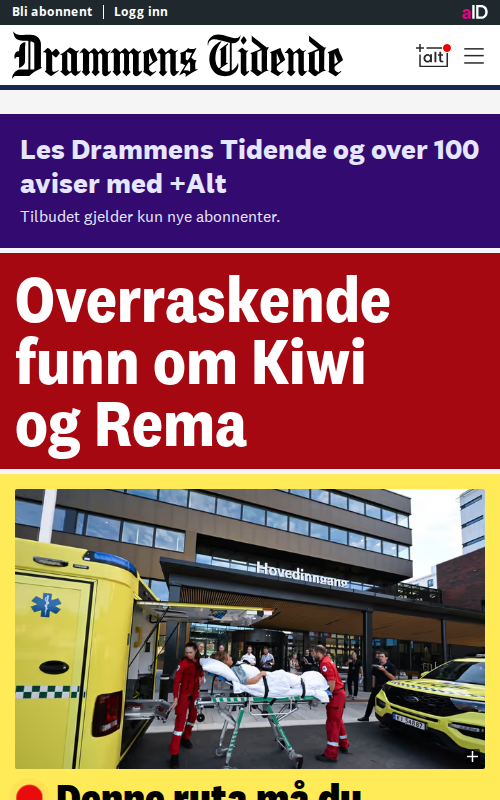 Bli abonnent
Logg inn
aID
Drammens Tidende
+alt
Les Drammens Tidende og over 100
aviser med +Alt
Tilbudet gjelder kun nye abonnenter.
Overraskende
funn om Kiwi
og Rema
Hovedinngang
Denne ruta må du